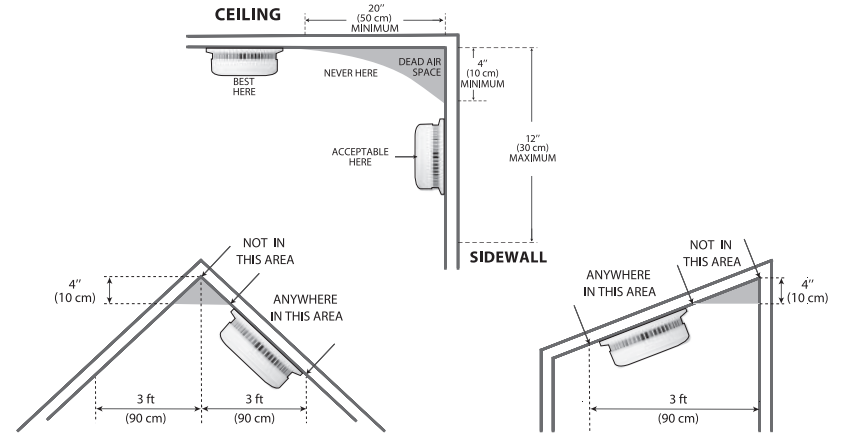 CEILING
20"
(50 cm)
MINIMUM
DEAD AIR
SPACE
NEVER HERE
BEST
HERE
4"
(10 cm)
MINIMUM
ACCEPTABLE
HERE
12"
(30 cm)
MAXIMUM
SIDEWALL
NOT IN
THIS AREA
4"
(10 cm)
ANYWHERE
IN THIS AREA
3 ft
(90 cm)
3 ft
(90 cm)
NOT IN
THIS AREA
ANYWHERE
IN THIS AREA
4"
(10 cm)
3 ft
(90 cm)